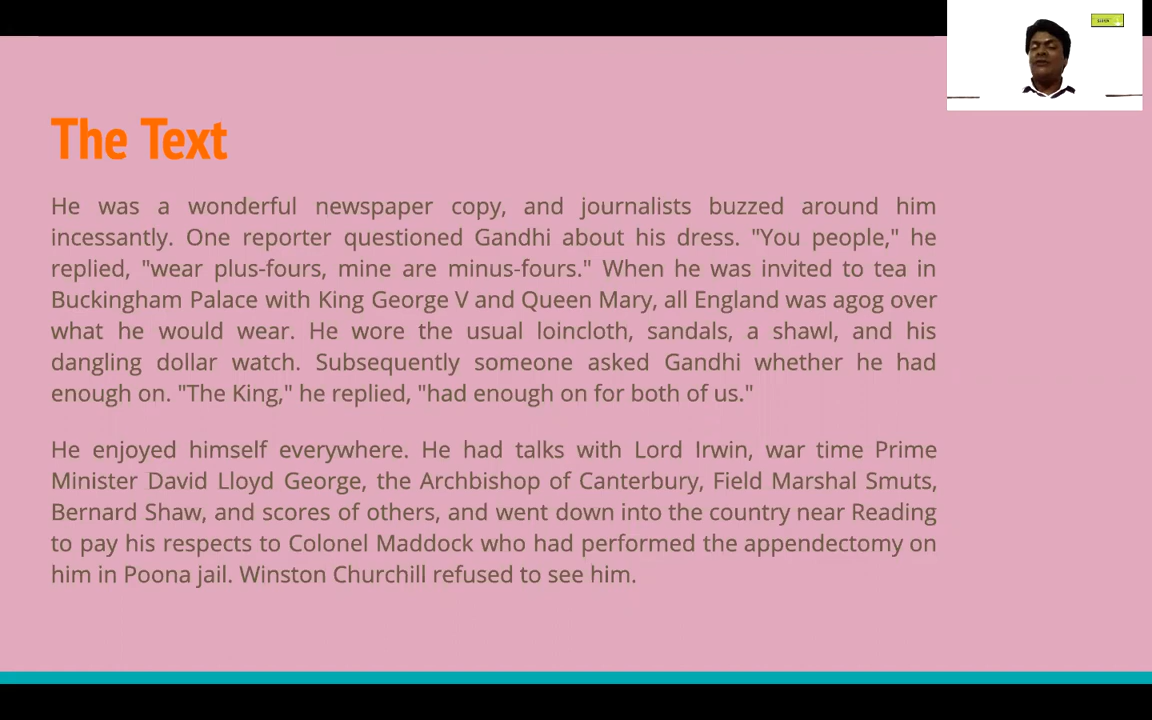 The Text
He was a wonderful newspaper copy, and journalists buzzed around him
incessantly. One reporter questioned Gandhi about his dress. "You people," he
replied, "wear plus-fours, mine are minus-fours." When he was invited to tea in
Buckingham Palace with King George V and Queen Mary, all England was agog over
what he would wear. He wore the usual loincloth, sandals, a shawl, and his
dangling dollar watch. Subsequently someone asked Gandhi whether he had
enough on. "The King," he replied, "had enough on for both of us."
He enjoyed himself everywhere. He had talks with Lord Irwin, war time Prime
Minister David Lloyd George, the Archbishop of Canterbury, Field Marshal Smuts,
Bernard Shaw, and scores of others, and went down into the country near Reading
to pay his respects to Colonel Maddock who had performed the appendectomy on
him in Poona jail. Winston Churchill refused to see him.